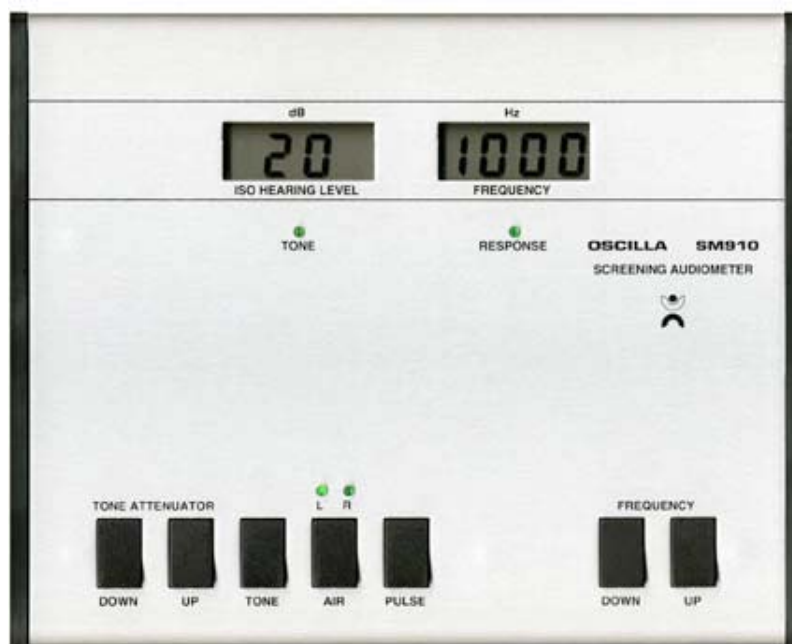 dB Hz
20 1000
ISO HEARING LEVEL FREQUENCY
TONE RESPONSE OSCILLA SM910
SCREENING AUDIOMETER
TONE ATTENUATOR L R FREQUENCY
DOWN UP TONE AIR PULSE DOWN UP